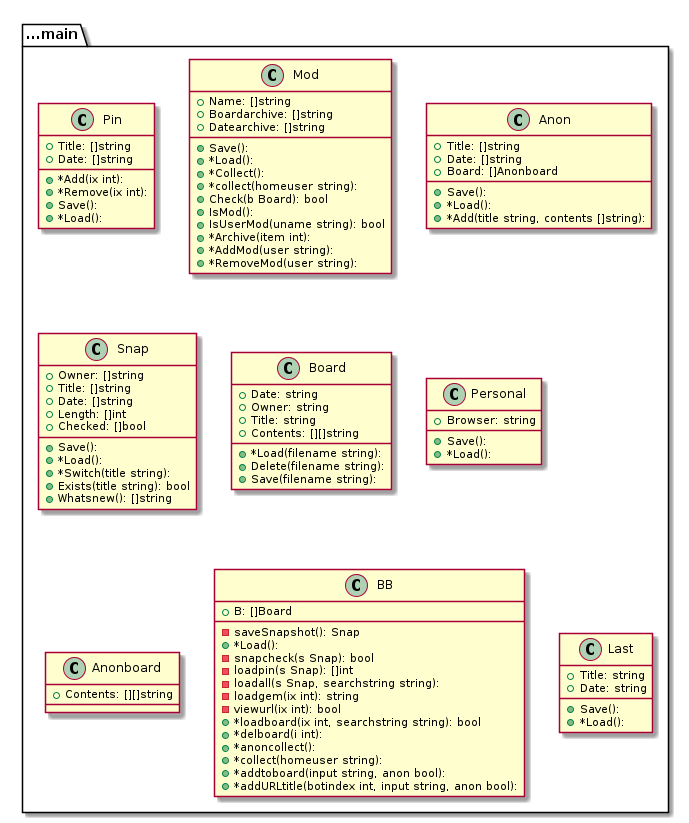 ...main
C Pin
Title: []string
Date: []string
*Add(ix int):
*Remove(ix int):
Save():
*Load():
C Mod
Name: []string
Boardarchive: []string
Datearchive: []string
Save():
*Load():
*Collect():
*collect(homeuser string):
Check(b Board): bool
IsMod():
IsUserMod(uname string): bool
*Archive(item int):
*AddMod(user string):
*RemoveMod(user string):
C Anon
Title: []string
Date: []string
Board: []Anonboard
Save():
*Load():
*Add(title string, contents []string):
C Snap
Owner: []string
Title: []string
Date: []string
Length: []int
Checked: []bool
Save():
*Load():
*Switch(title string):
Exists(title string): bool
Whatsnew(): []string
C Board
Date: string
Owner: string
Title: string
Contents: [][]string
*Load(filename string):
Delete(filename string):
Save(filename string):
C Personal
Browser: string
Save():
*Load():
C Anonboard
Contents: [][]string
C BB
B: []Board
saveSnapshot(): Snap
*Load():
snapcheck(s Snap): bool
loadpin(s Snap): []int
loadall(s Snap, searchstring string):
loadgem(ix int): string
viewurl(ix int): bool
*loadboard(ix int, searchstring string): bool
*delboard(i int):
*anoncollect():
*collect(homeuser string):
*addtoboard(input string, anon bool):
*addURLtitle(botindex int, input string, anon bool):
C Last
Title: string
Date: string
Save():
*Load():